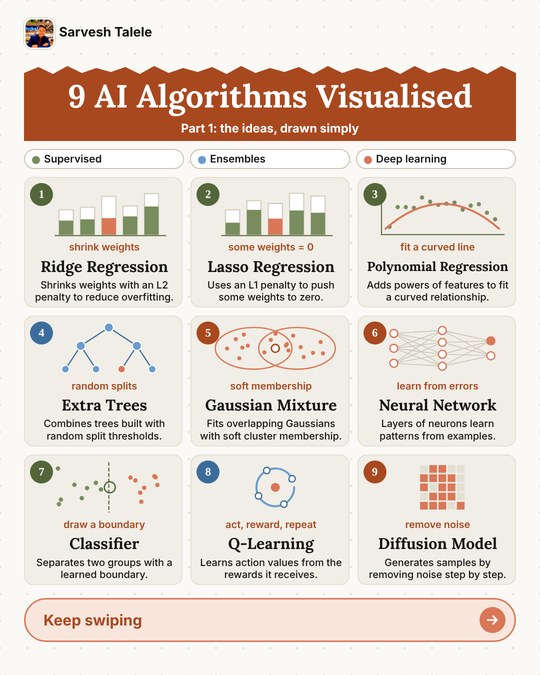 Sarvesh Talele
9 AI Algorithms Visualised
Part 1: the ideas, drawn simply
Supervised
Ensembles
Deep learning
1
shrink weights
Ridge Regression
Shrinks weights with an L2
penalty to reduce overfitting.
2
some weights = 0
Lasso Regression
Uses an L1 penalty to push
some weights to zero.
3
fit a curved line
Polynomial Regression
Adds powers of features to fit
a curved relationship.
4
random splits
Extra Trees
Combines trees built with
random split thresholds.
5
soft membership
Gaussian Mixture
Fits overlapping Gaussians
with soft cluster membership.
6
learn from errors
Neural Network
Layers of neurons learn
patterns from examples.
7
draw a boundary
Classifier
Separates two groups with a
learned boundary.
8
act, reward, repeat
Q-Learning
Learns action values from the
rewards it receives.
9
remove noise
Diffusion Model
Generates samples by
removing noise step by step.
Keep swiping